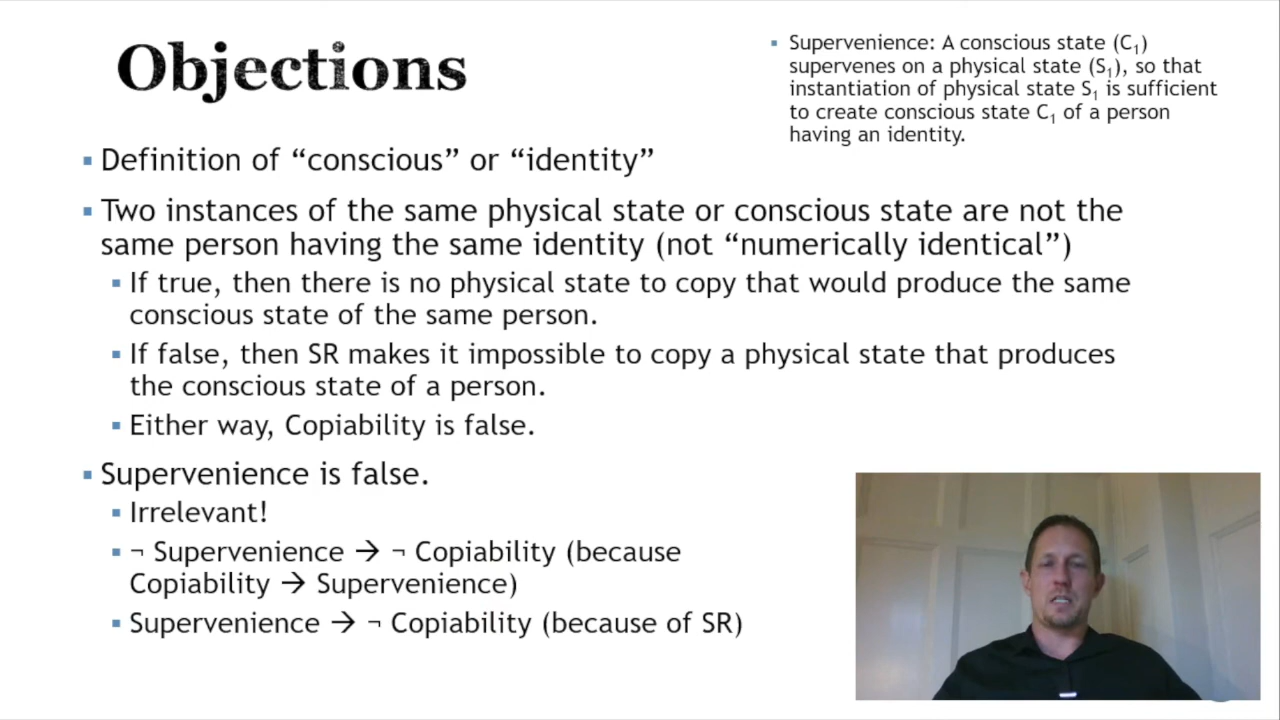 Objections
▪ Supervenience: A conscious state (C₁)
supervenes on a physical state (S₁), so that
instantiation of physical state S₁ is sufficient
to create conscious state C₁ of a person
having an identity.
▪ Definition of “conscious” or “identity”
▪ Two instances of the same physical state or conscious state are not the
same person having the same identity (not “numerically identical”)
▪ If true, then there is no physical state to copy that would produce the same
conscious state of the same person.
▪ If false, then SR makes it impossible to copy a physical state that produces
the conscious state of a person.
▪ Either way, Copiability is false.
▪ Supervenience is false.
▪ Irrelevant!
▪ ¬ Supervenience → ¬ Copiability (because
Copiability → Supervenience)
▪ Supervenience → ¬ Copiability (because of SR)